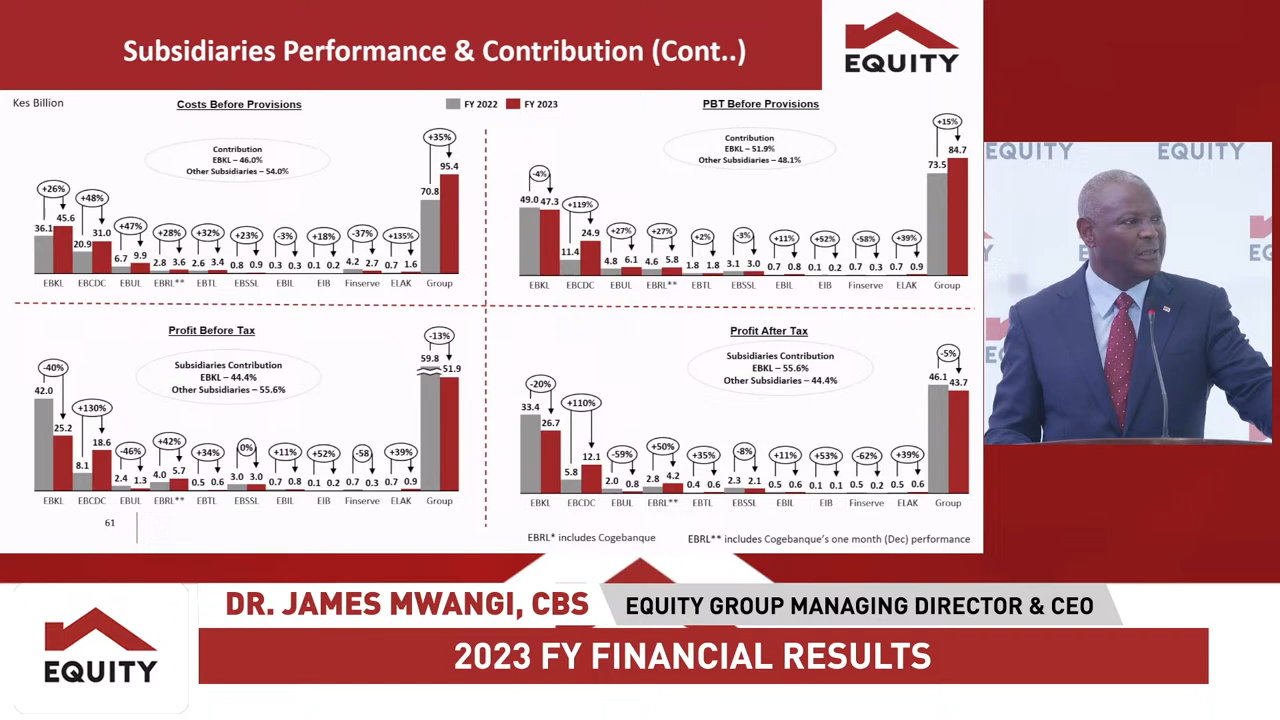 Subsidiaries Performance & Contribution (Cont..)
EQUITY
Kes Billion
Costs Before Provisions
FY 2022 FY 2023
PBT Before Provisions
Contribution
EBKL – 46.0%
Other Subsidiaries – 54.0%
+26% +48% +47% +28% +32% +23% -3% +18% -37% +135% +35%
36.1 45.6 20.9 31.0 6.7 9.9 2.8 3.6 2.6 3.4 0.8 0.9 0.3 0.3 0.1 0.2 4.2 2.7 0.7 1.6 70.8 95.4
EBKL EBCDC EBUL EBRL** EBTL EBSSL EBIL EIB Finserve ELAK Group
Contribution
EBKL – 51.9%
Other Subsidiaries – 48.1%
-4% +119% +27% +27% +2% -3% +11% +52% -58% +39% +15%
49.0 47.3 11.4 24.9 4.8 6.1 4.6 5.8 1.8 1.8 3.1 3.0 0.7 0.8 0.1 0.2 0.7 0.3 0.7 0.9 73.5 84.7
EBKL EBCDC EBUL EBRL** EBTL EBSSL EBIL EIB Finserve ELAK Group
Profit Before Tax
Subsidiaries Contribution
EBKL – 44.4%
Other Subsidiaries – 55.6%
-40% +130% -46% +42% +34% 0% +11% +52% -58 +39% -13%
42.0 25.2 8.1 18.6 2.4 1.3 4.0 5.7 0.5 0.6 3.0 3.0 0.7 0.8 0.1 0.2 0.7 0.3 0.7 0.9 59.8 51.9
EBKL EBCDC EBUL EBRL** EBTL EBSSL EBIL EIB Finserve ELAK Group
Profit After Tax
Subsidiaries Contribution
EBKL – 55.6%
Other Subsidiaries – 44.4%
-20% +110% -59% +50% +35% -8% +11% +53% -62% +39% -5%
33.4 26.7 5.8 12.1 2.0 0.8 2.8 4.2 0.4 0.6 2.3 2.1 0.5 0.6 0.1 0.1 0.5 0.2 0.5 0.6 46.1 43.7
EBKL EBCDC EBUL EBRL** EBTL EBSSL EBIL EIB Finserve ELAK Group
61
EBRL* includes Cogebanque EBRL** includes Cogebanque's one month (Dec) performance
EQUITY EQUITY
DR. JAMES MWANGI, CBS EQUITY GROUP MANAGING DIRECTOR & CEO
EQUITY
2023 FY FINANCIAL RESULTS